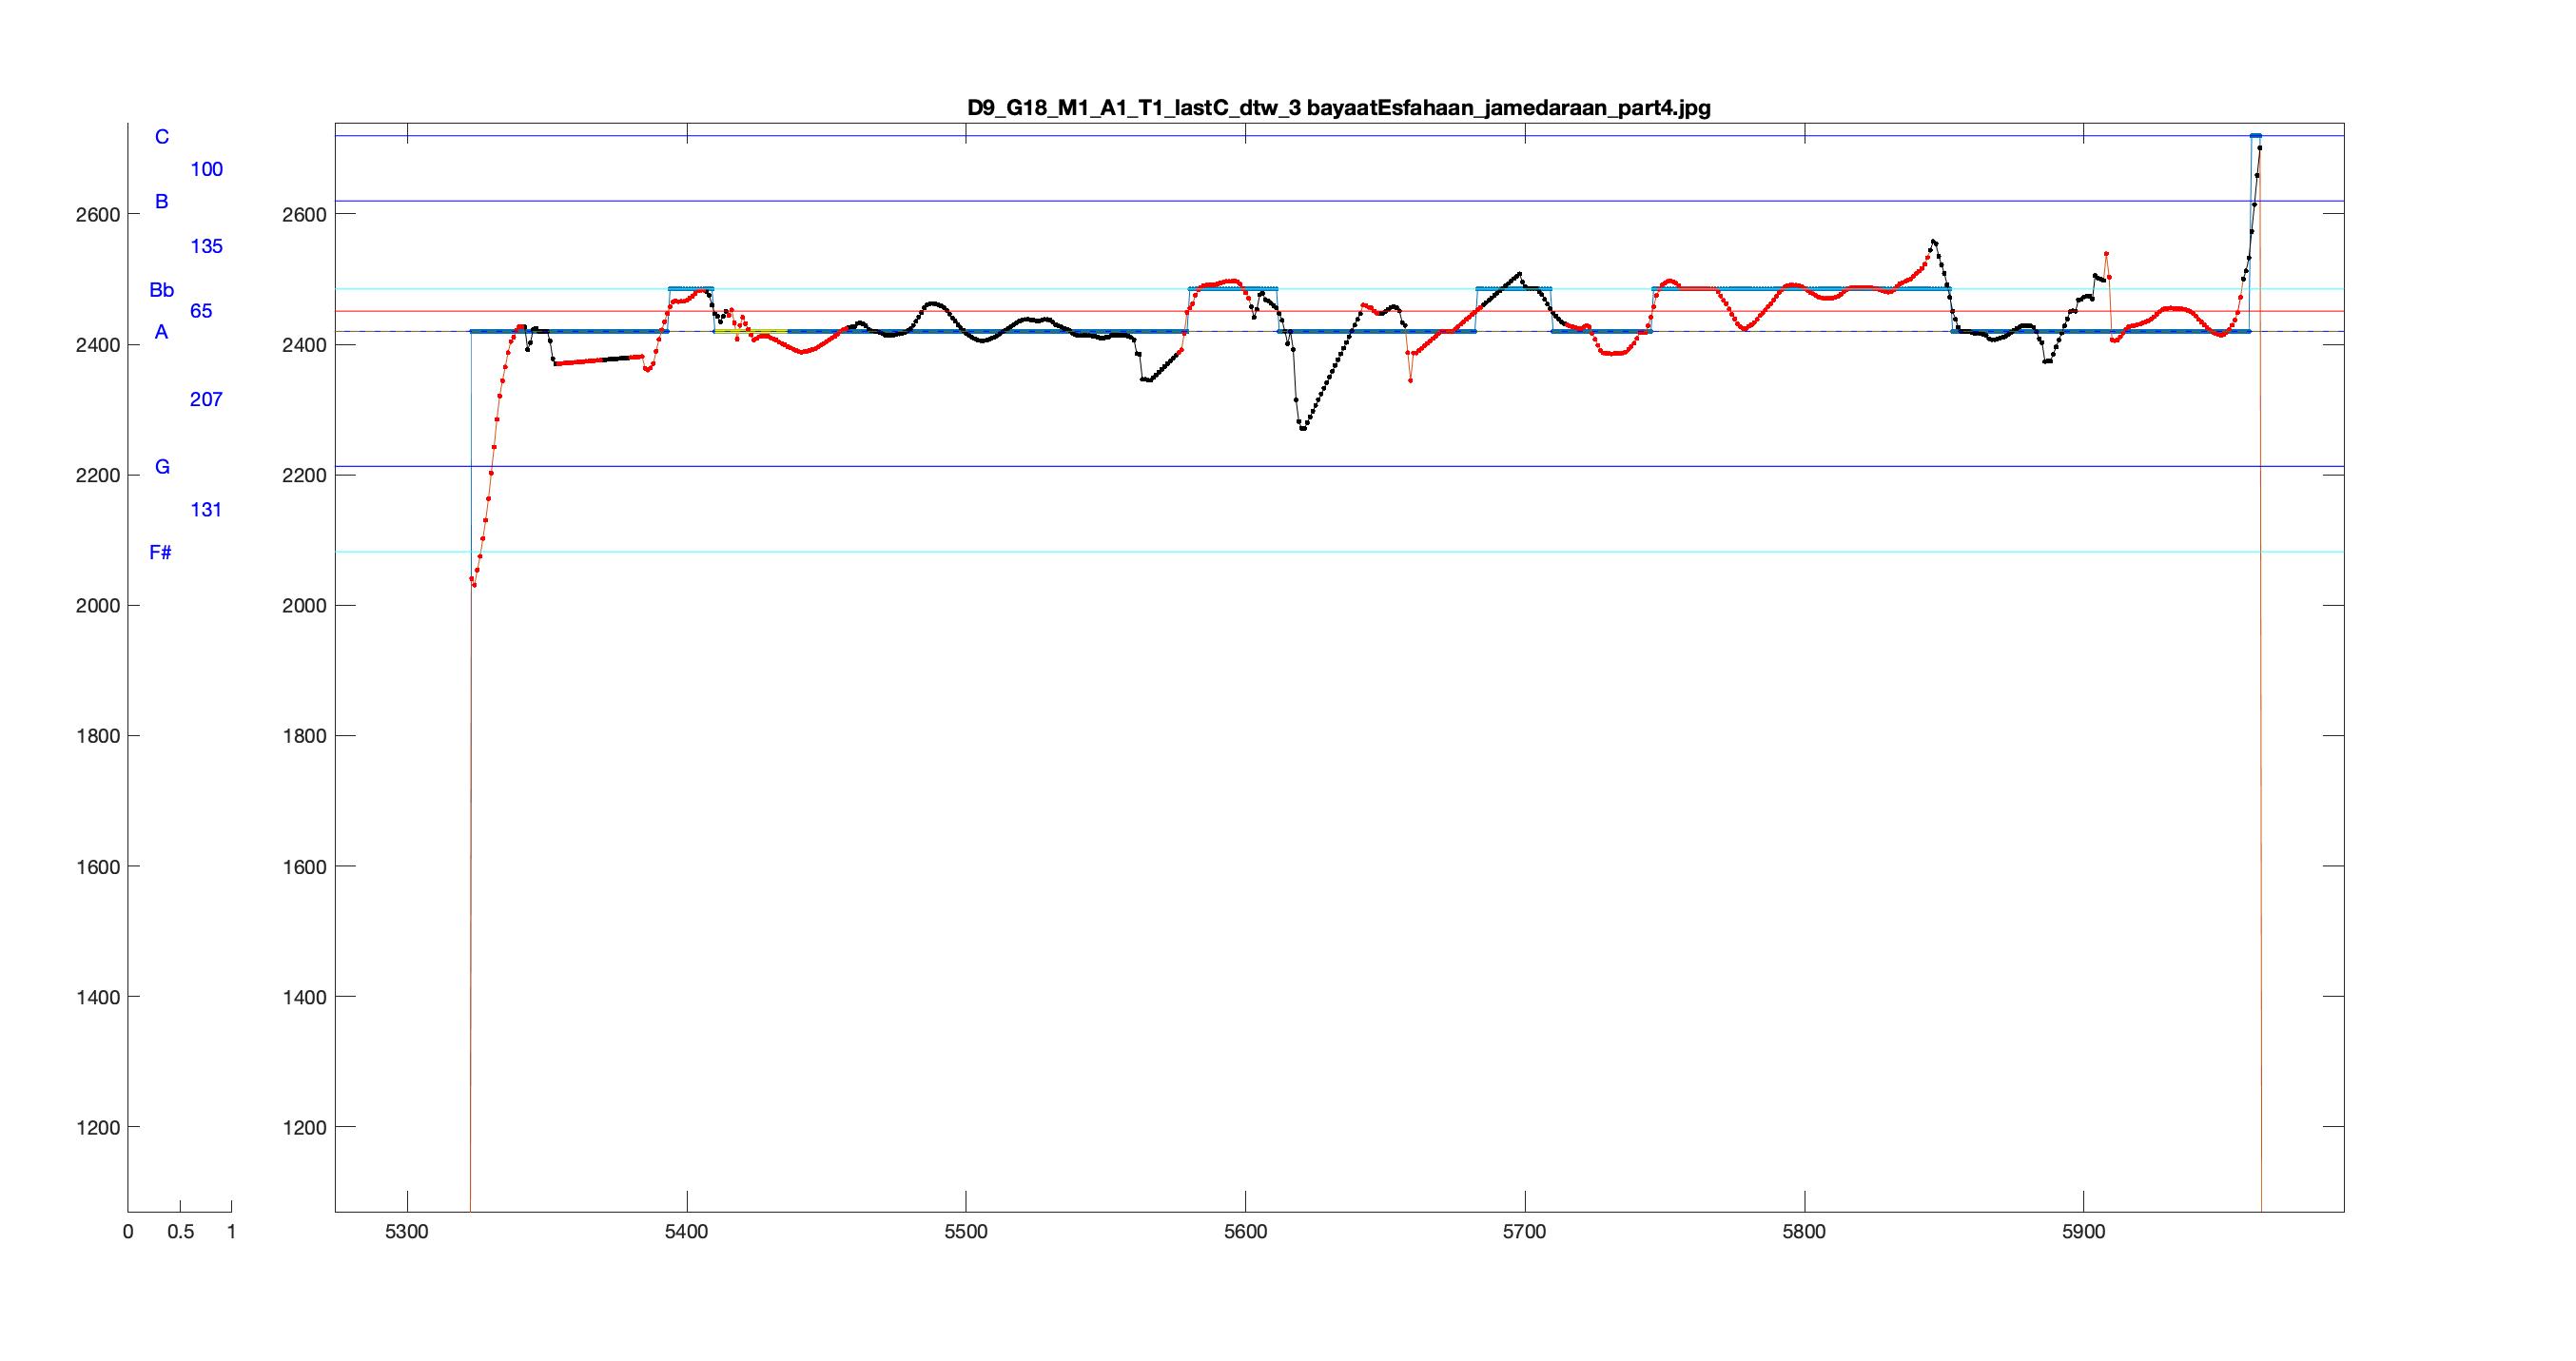 D9_G18_M1_A1_T1_lastC_dtw_3 bayaatEsfahaan_jamedaraan_part4.jpg
C
100
B
2600 2600
135
Bb
65
A
2400 2400
207
G
2200 2200
131
F#
2000 2000
1800 1800
1600 1600
1400 1400
1200 1200
0 0.5 1 5300 5400 5500 5600 5700 5800 5900